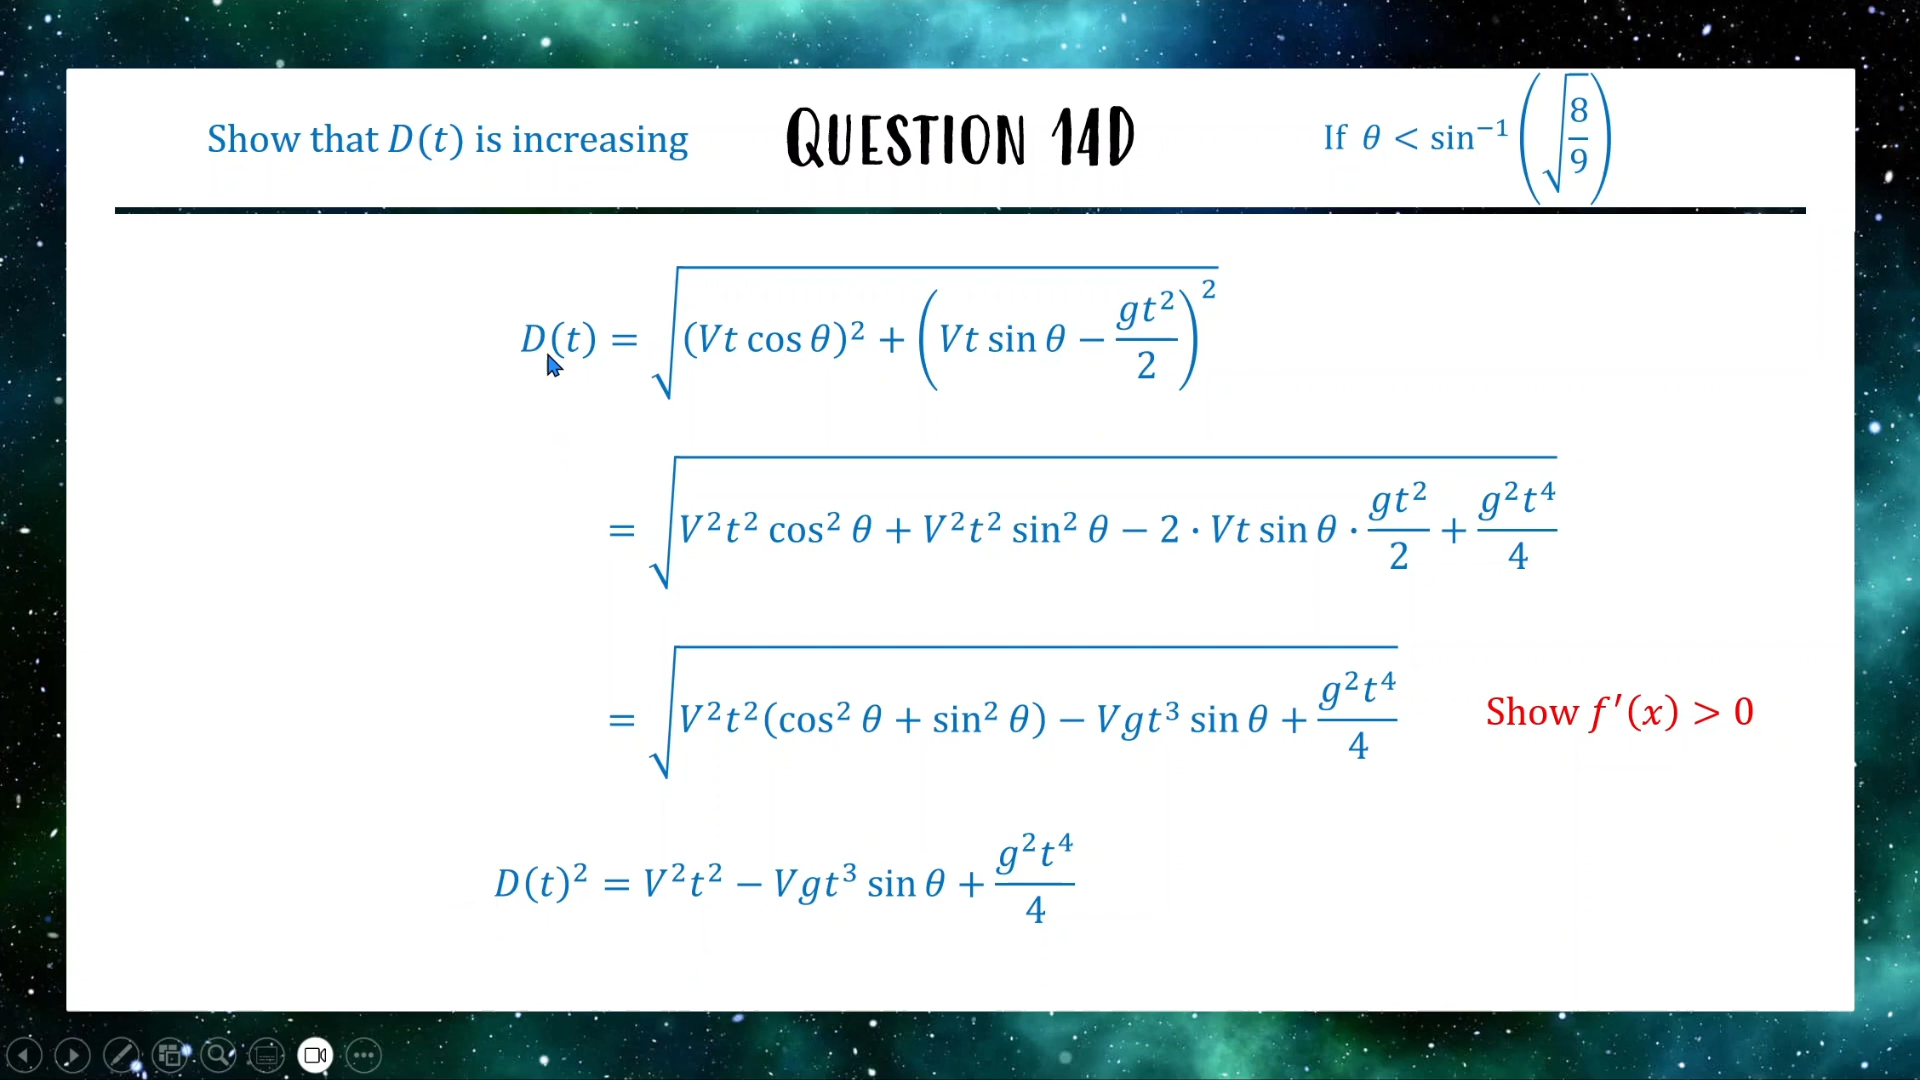 Show that D(t) is increasing
QUESTION 14D
If θ < sin⁻¹(√(8/9))
D(t) = √((Vt cos θ)² + (Vt sin θ − gt²/2)²)
= √(V²t² cos² θ + V²t² sin² θ − 2 · Vt sin θ · gt²/2 + g²t⁴/4)
= √(V²t²(cos² θ + sin² θ) − Vgt³ sin θ + g²t⁴/4)
Show f′(x) > 0
D(t)² = V²t² − Vgt³ sin θ + g²t⁴/4